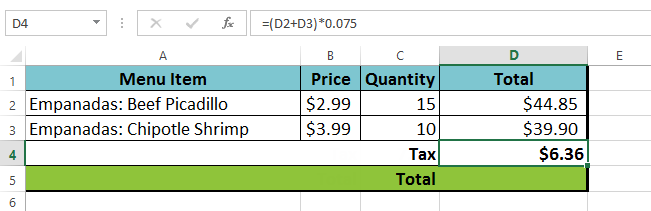 D4 fx =(D2+D3)*0.075
A B C D E
1 Menu Item Price Quantity Total
2 Empanadas: Beef Picadillo $2.99 15 $44.85
3 Empanadas: Chipotle Shrimp $3.99 10 $39.90
4 Tax $6.36
5 Total
6